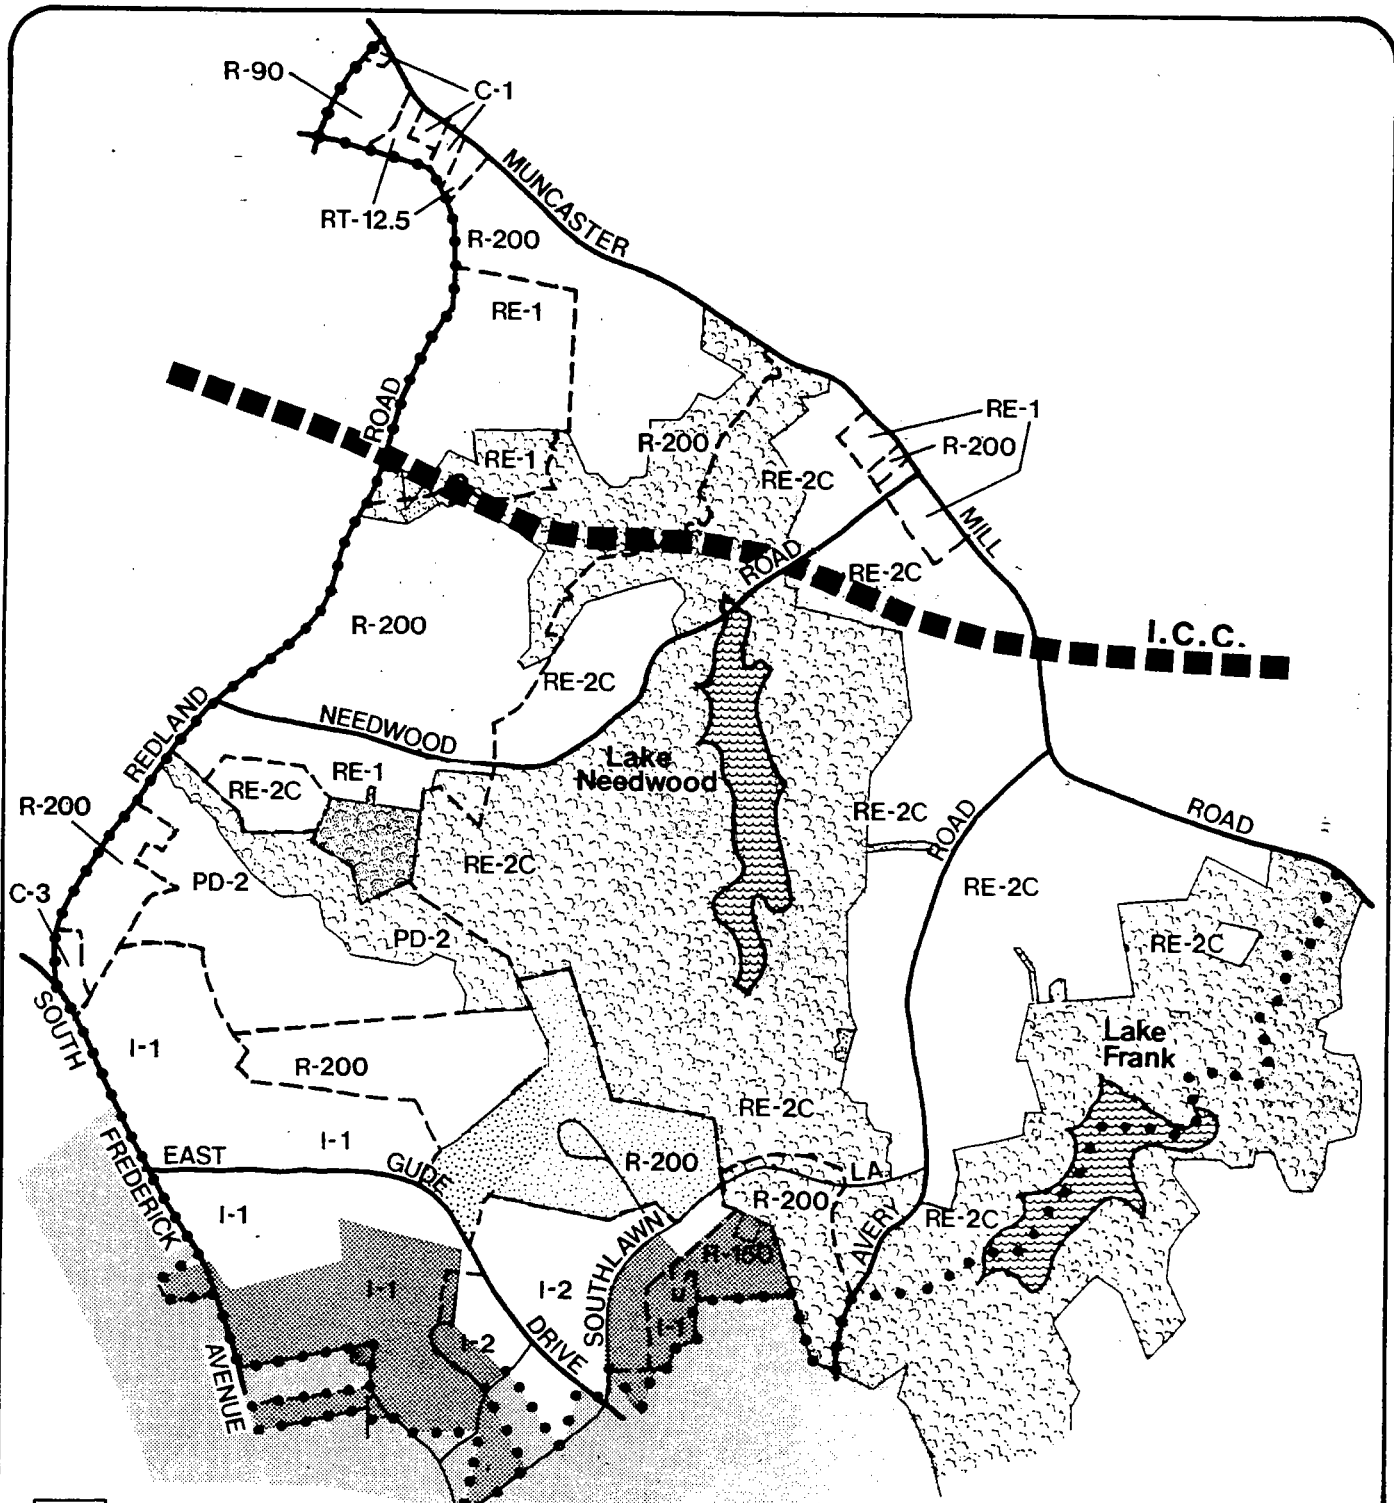 R-90
C-1
MUNCASTER
RT-12.5
R-200
RE-1
ROAD
RE-1
R-200
RE-1
R-200
RE-2C
MILL
ROAD
RE-2C
R-200
I.C.C.
RE-2C
REDLAND
NEEDWOOD
Lake
Needwood
RE-1
RE-2C
R-200
RE-2C
ROAD
ROAD
RE-2C
PD-2
RE-2C
C-3
PD-2
RE-2C
SOUTH
I-1
Lake
Frank
R-200
RE-2C
I-1
FREDERICK
EAST
GUDE
R-200
LA.
R-200
I-1
SOUTHLAWN
AVERY
RE-2C
R-150
I-1
I-2
I-1
I-2
DRIVE
AVENUE